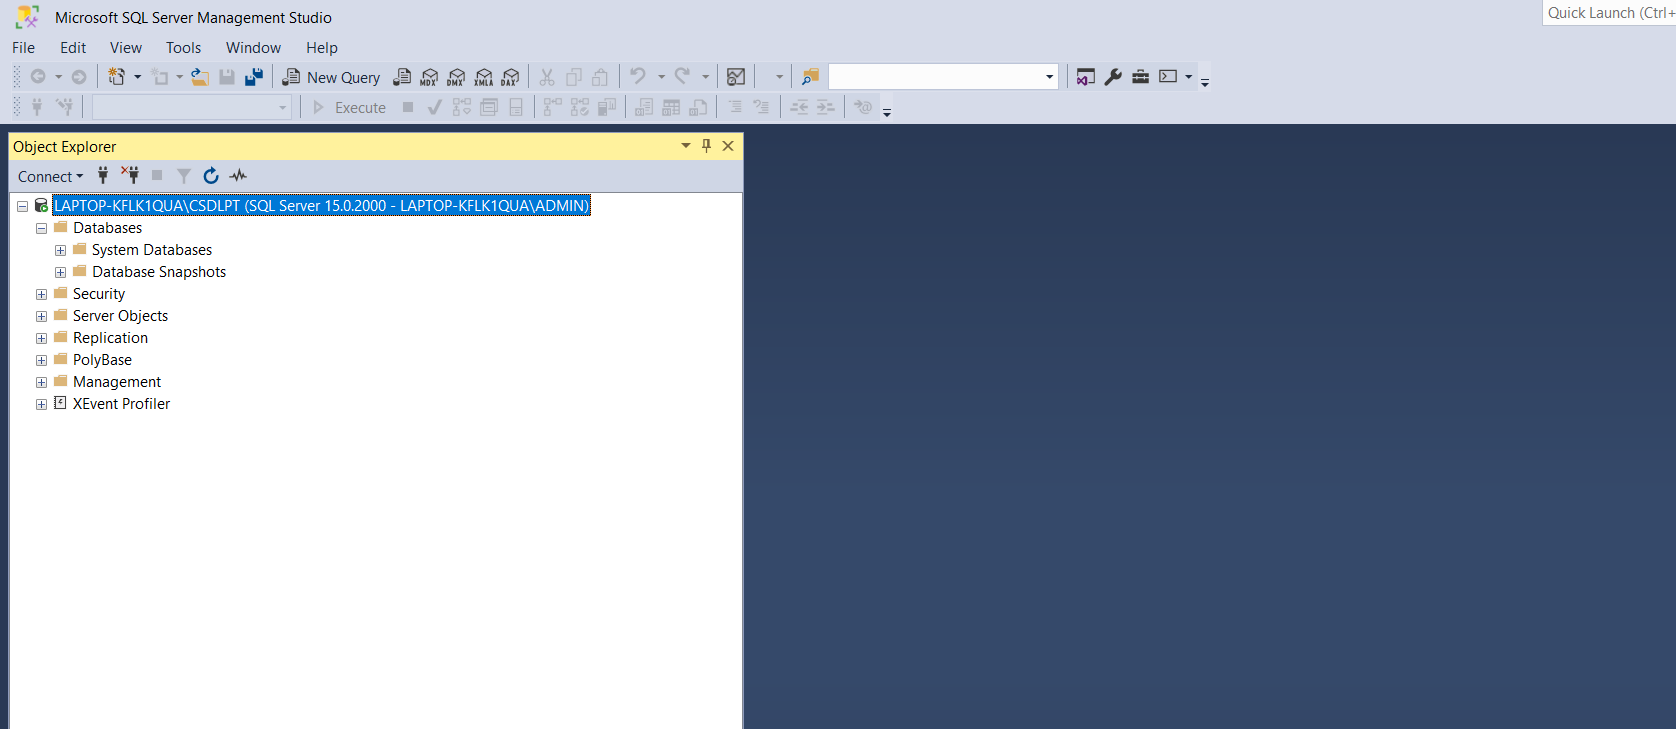 Microsoft SQL Server Management Studio
Quick Launch (Ctrl+
File Edit View Tools Window Help
New Query MDX DMX XMLA DAX
Execute
Object Explorer
Connect
LAPTOP-KFLK1QUA\CSDLPT (SQL Server 15.0.2000 - LAPTOP-KFLK1QUA\ADMIN)
Databases
System Databases
Database Snapshots
Security
Server Objects
Replication
PolyBase
Management
XEvent Profiler